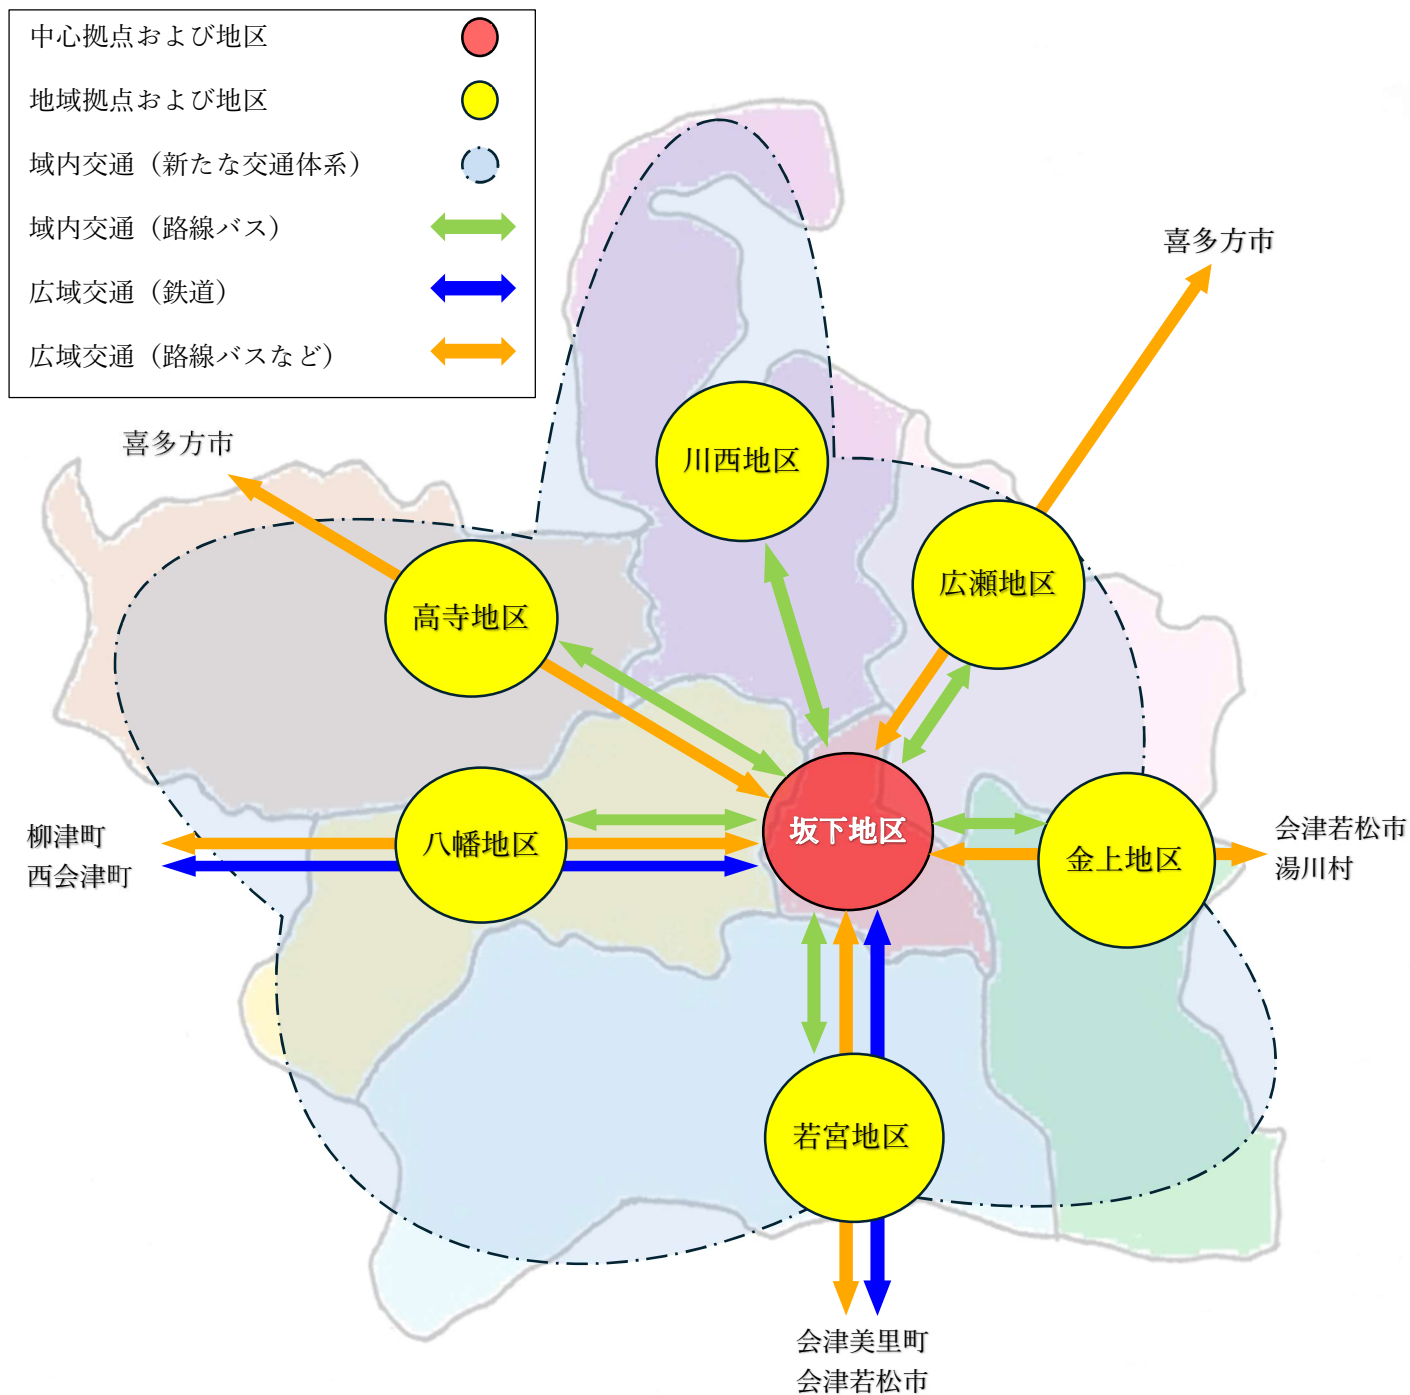 中心拠点および地区
地域拠点および地区
域内交通（新たな交通体系）
域内交通（路線バス）
広域交通（鉄道）
広域交通（路線バスなど）
喜多方市
喜多方市
川西地区
広瀬地区
高寺地区
坂下地区
八幡地区
金上地区
柳津町
西会津町
会津若松市
湯川村
若宮地区
会津美里町
会津若松市